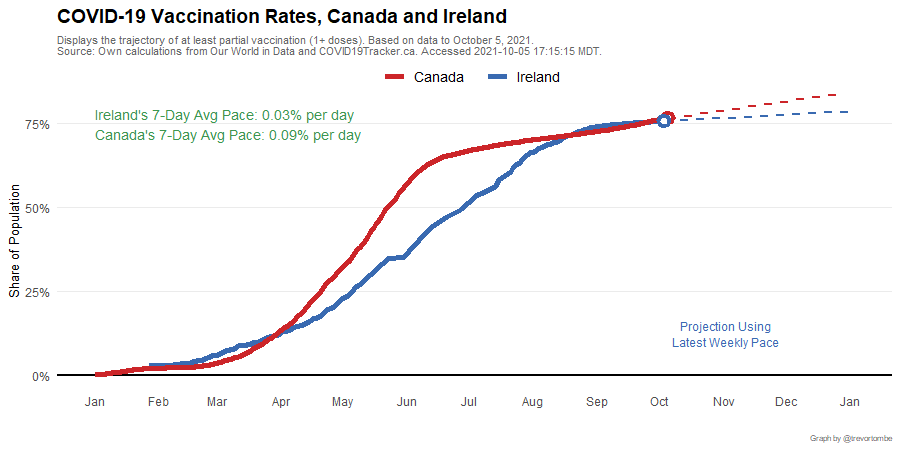 COVID-19 Vaccination Rates, Canada and Ireland
Displays the trajectory of at least partial vaccination (1+ doses). Based on data to October 5, 2021.
Source: Own calculations from Our World in Data and COVID19Tracker.ca. Accessed 2021-10-05 17:15:15 MDT.
Canada Ireland
Ireland's 7-Day Avg Pace: 0.03% per day
Canada's 7-Day Avg Pace: 0.09% per day
75%
50%
25%
0%
Share of Population
Projection Using
Latest Weekly Pace
Jan Feb Mar Apr May Jun Jul Aug Sep Oct Nov Dec Jan
Graph by @trevortombe